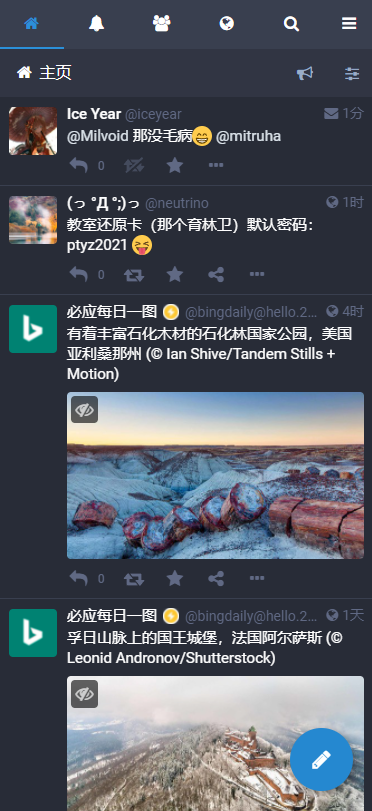 主页
Ice Year @iceyear 1分
@Milvoid 那没毛病😄 @mitruha
0
(っ °Д °;)っ @neutrino 1时
教室还原卡（那个育林卫）默认密码：
ptyz2021 😝
0
必应每日一图 @bingdaily@hello.2... 4时
有着丰富石化木材的石化林国家公园，美国
亚利桑那州 (© Ian Shive/Tandem Stills +
Motion)
0
必应每日一图 @bingdaily@hello.2... 1天
孚日山脉上的国王城堡，法国阿尔萨斯 (©
Leonid Andronov/Shutterstock)